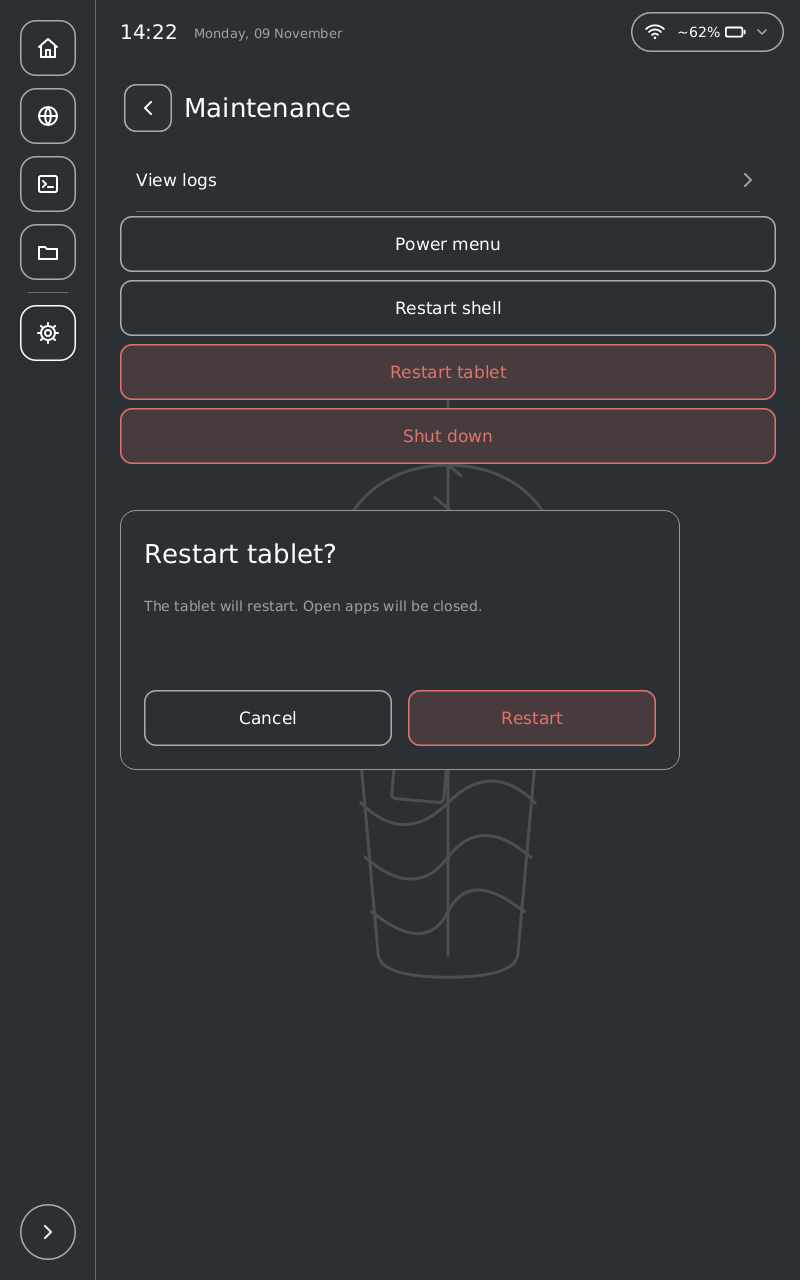 14:22 Monday, 09 November ~62%
Maintenance
View logs
Power menu
Restart shell
Restart tablet
Shut down
Restart tablet?
The tablet will restart. Open apps will be closed.
Cancel Restart